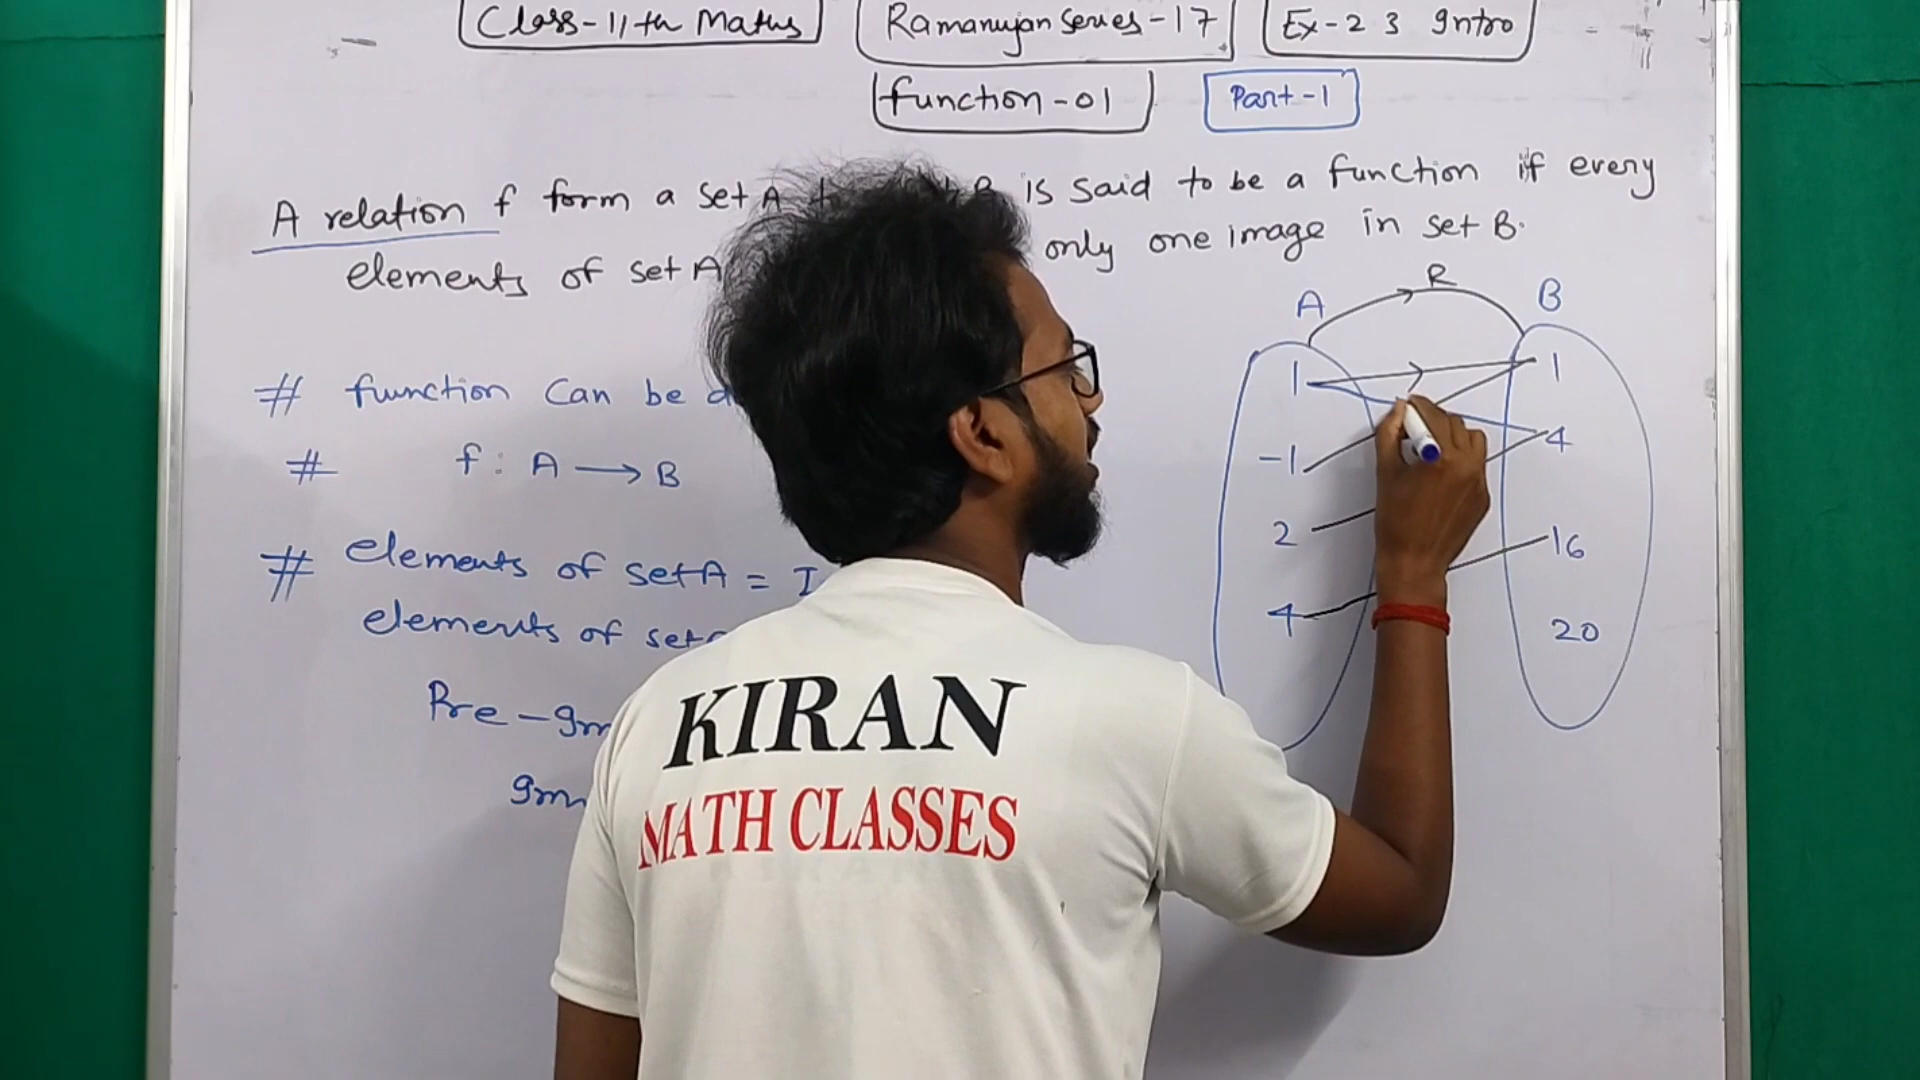 Class-11th Maths Ramanujan Series-17 Ex-2 3 Intro
function-01 Part-1
A relation f form a set A B is said to be a function if every
elements of set A only one image in set B.
# function Can be
# f: A → B
# elements of set A = I
elements of set
Pre-Im
Im
A R B
1 1
-1 4
2 16
4 20
KIRAN
MATH CLASSES